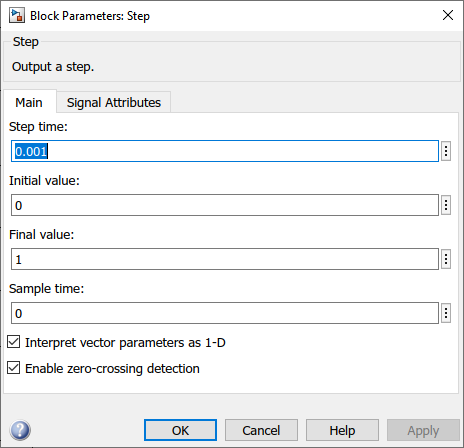 Block Parameters: Step
Step
Output a step.
Main Signal Attributes
Step time:
0.001
Initial value:
0
Final value:
1
Sample time:
0
Interpret vector parameters as 1-D
Enable zero-crossing detection
? OK Cancel Help Apply